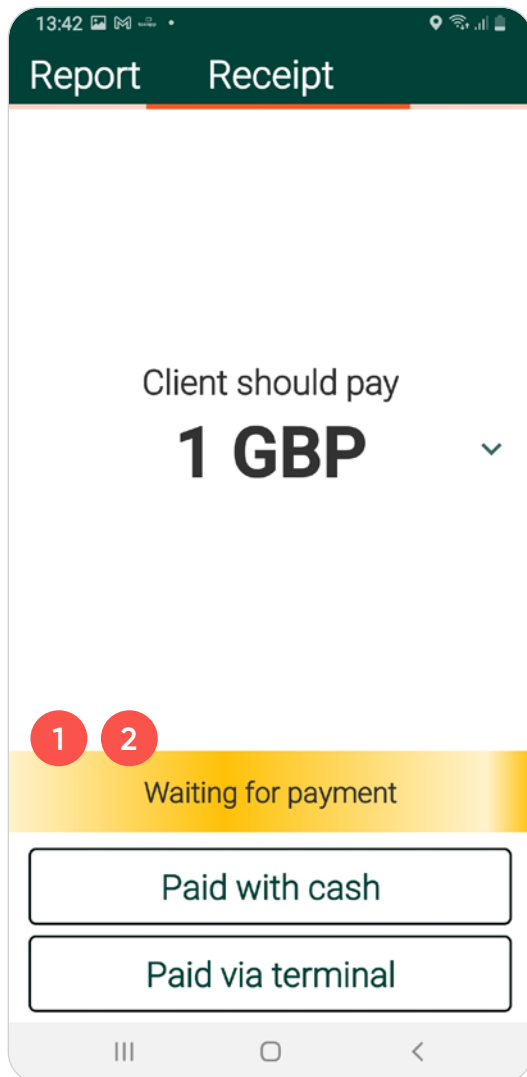 13:42
Report Receipt
Client should pay
1 GBP
1 2
Waiting for payment
Paid with cash
Paid via terminal